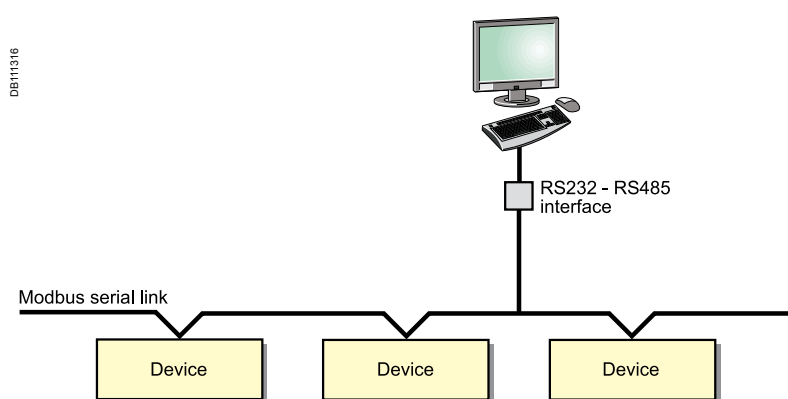 DB111316
RS232 - RS485
interface
Modbus serial link
Device
Device
Device